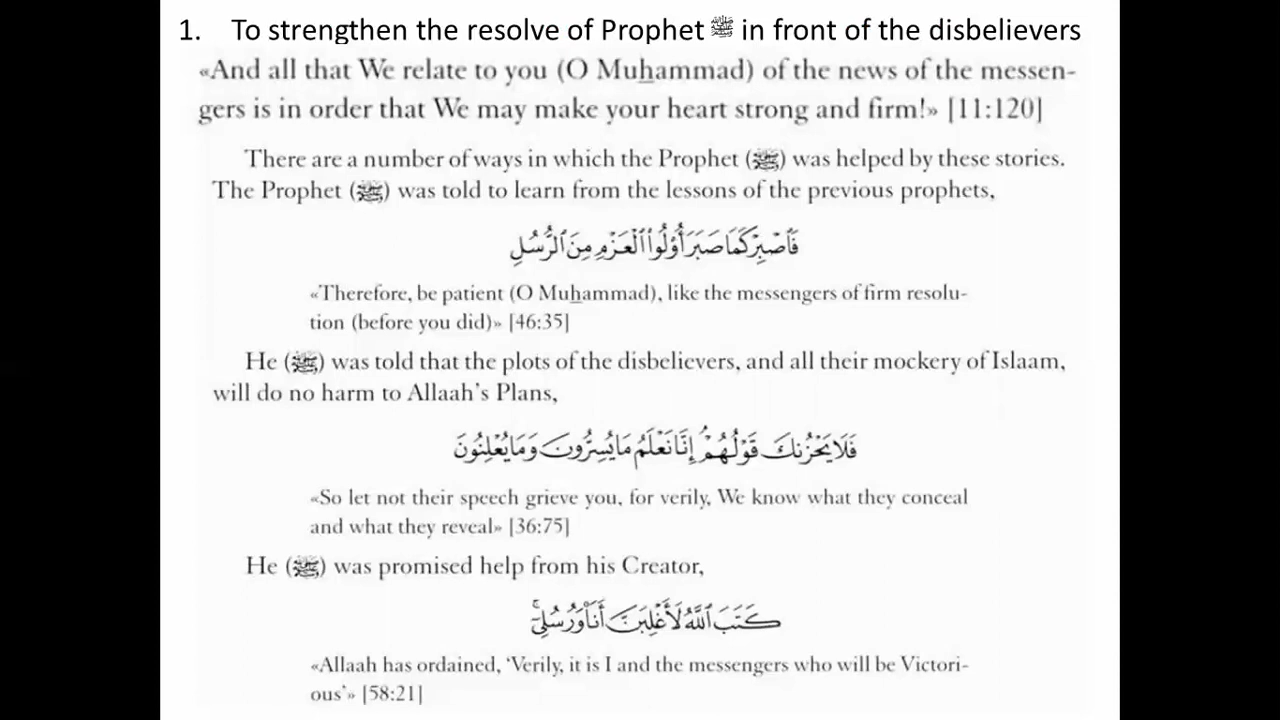 1. To strengthen the resolve of Prophet ﷺ in front of the disbelievers
«And all that We relate to you (O Muhammad) of the news of the messen-
gers is in order that We may make your heart strong and firm!» [11:120]
There are a number of ways in which the Prophet (ﷺ) was helped by these stories.
The Prophet (ﷺ) was told to learn from the lessons of the previous prophets,
فَٱصْبِرْ كَمَا صَبَرَ أُو۟لُوا۟ ٱلْعَزْمِ مِنَ ٱلرُّسُلِ
«Therefore, be patient (O Muhammad), like the messengers of firm resolu-
tion (before you did)» [46:35]
He (ﷺ) was told that the plots of the disbelievers, and all their mockery of Islaam,
will do no harm to Allaah's Plans,
فَلَا يَحْزُنكَ قَوْلُهُمْ ۘ إِنَّا نَعْلَمُ مَا يُسِرُّونَ وَمَا يُعْلِنُونَ
«So let not their speech grieve you, for verily, We know what they conceal
and what they reveal» [36:75]
He (ﷺ) was promised help from his Creator,
كَتَبَ ٱللَّهُ لَأَغْلِبَنَّ أَنَا۠ وَرُسُلِىٓ ۚ
«Allaah has ordained, 'Verily, it is I and the messengers who will be Victori-
ous'» [58:21]